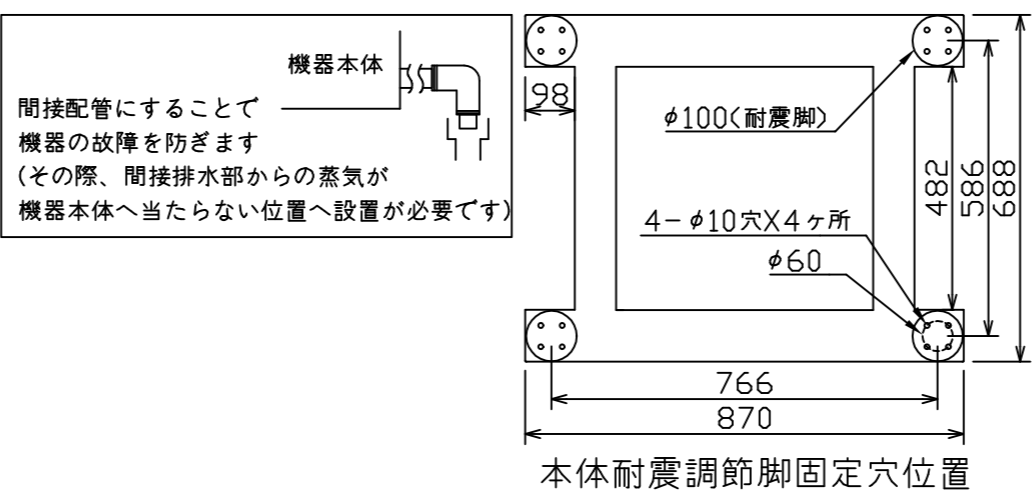 機器本体
間接配管にすることで
機器の故障を防ぎます
(その際、間接排水部からの蒸気が
機器本体へ当たらない位置へ設置が必要です)
98
φ100(耐震脚)
482
586
688
4-φ10穴X4ヶ所
φ60
766
870
本体耐震調節脚固定穴位置